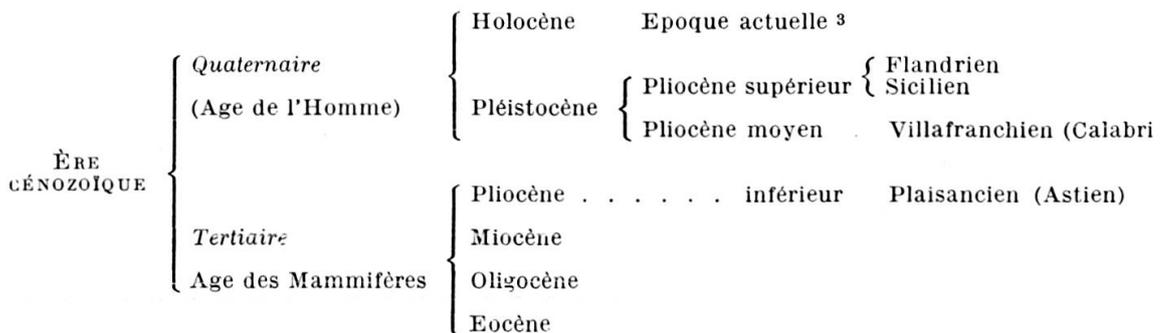 Holocène Epoque actuelle 3
Quaternaire
(Age de l'Homme)
Pléistocène
Pliocène supérieur
Flandrien
Sicilien
Pliocène moyen Villafranchien (Calabri
ÈRE
CÉNOZOÏQUE
Pliocène . . . . . . inférieur Plaisancien (Astien)
Tertiaire
Age des Mammifères
Miocène
Oligocène
Eocène